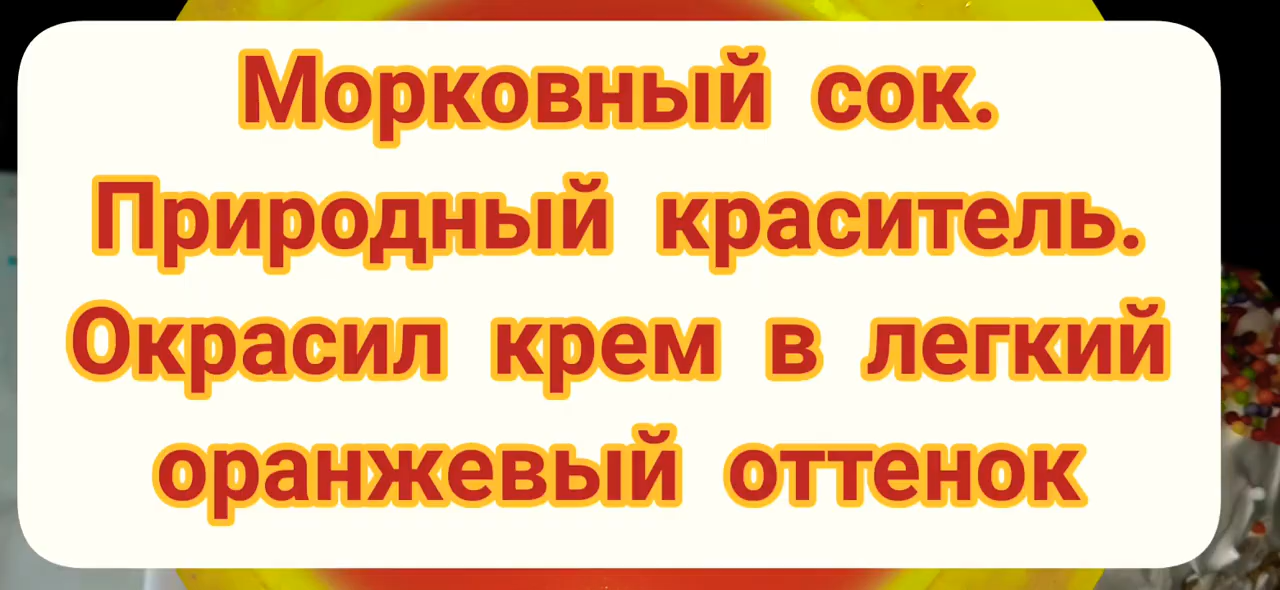 Морковный сок.
Природный краситель.
Окрасил крем в легкий
оранжевый оттенок